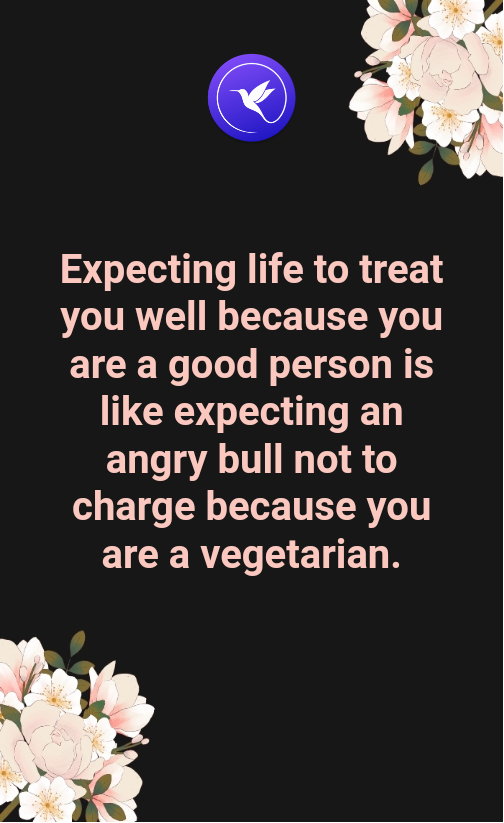 Expecting life to treat
you well because you
are a good person is
like expecting an
angry bull not to
charge because you
are a vegetarian.